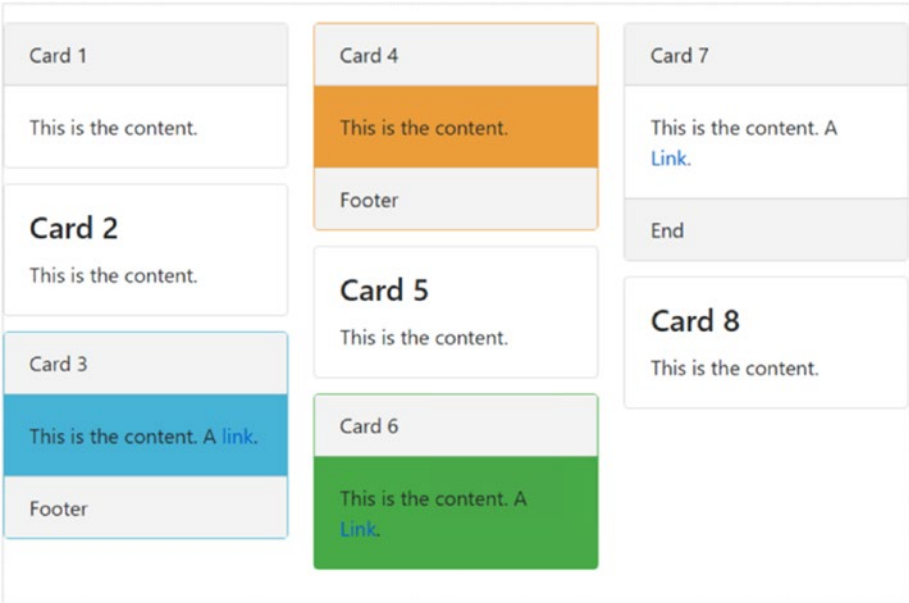 Card 1
This is the content.
Card 2
This is the content.
Card 3
This is the content. A link.
Footer
Card 4
This is the content.
Footer
Card 5
This is the content.
Card 6
This is the content. A
Link.
Card 7
This is the content. A
Link.
End
Card 8
This is the content.